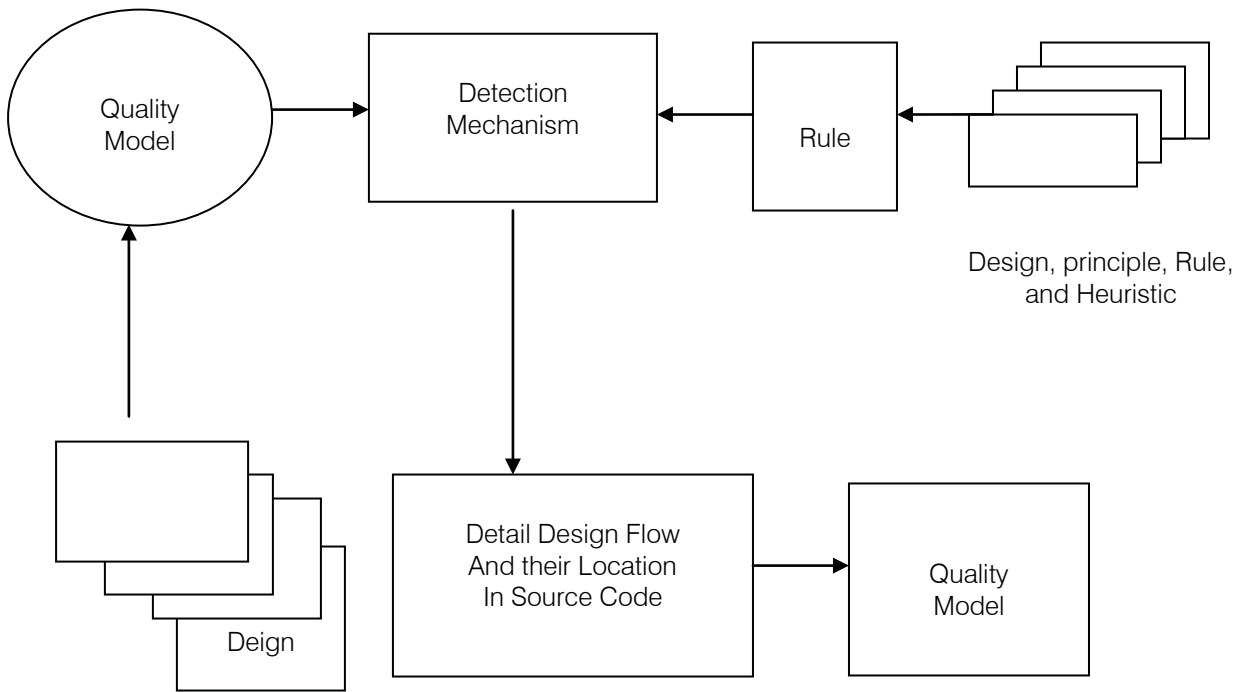 Quality
Model
Detection
Mechanism
Rule
Design, principle, Rule,
and Heuristic
Deign
Detail Design Flow
And their Location
In Source Code
Quality
Model